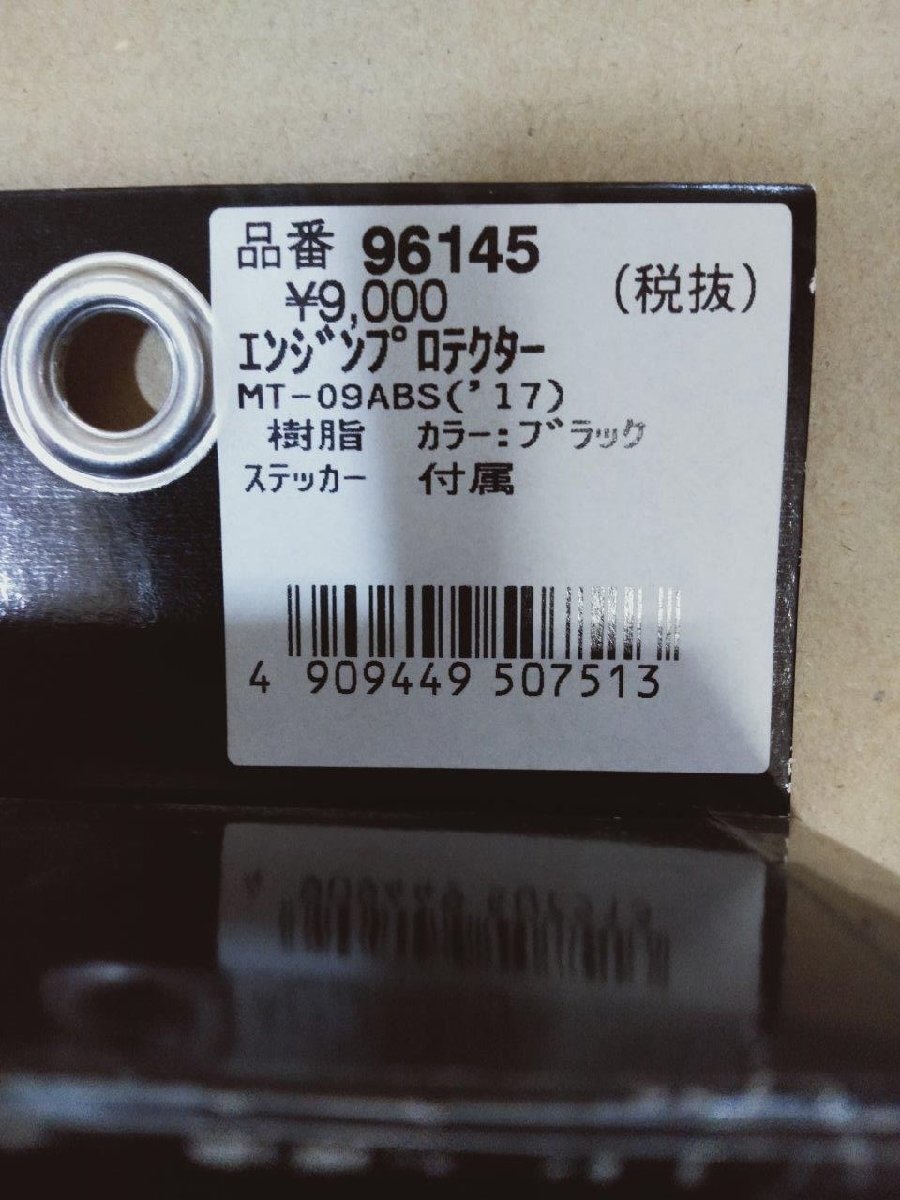 品番 96145
¥9,000 (税抜)
ｴﾝｼﾞﾝﾌﾟﾛﾃｸﾀｰ
MT-09ABS('17)
樹脂 ｶﾗｰ:ﾌﾞﾗｯｸ
ｽﾃｯｶｰ 付属
4 909449 507513